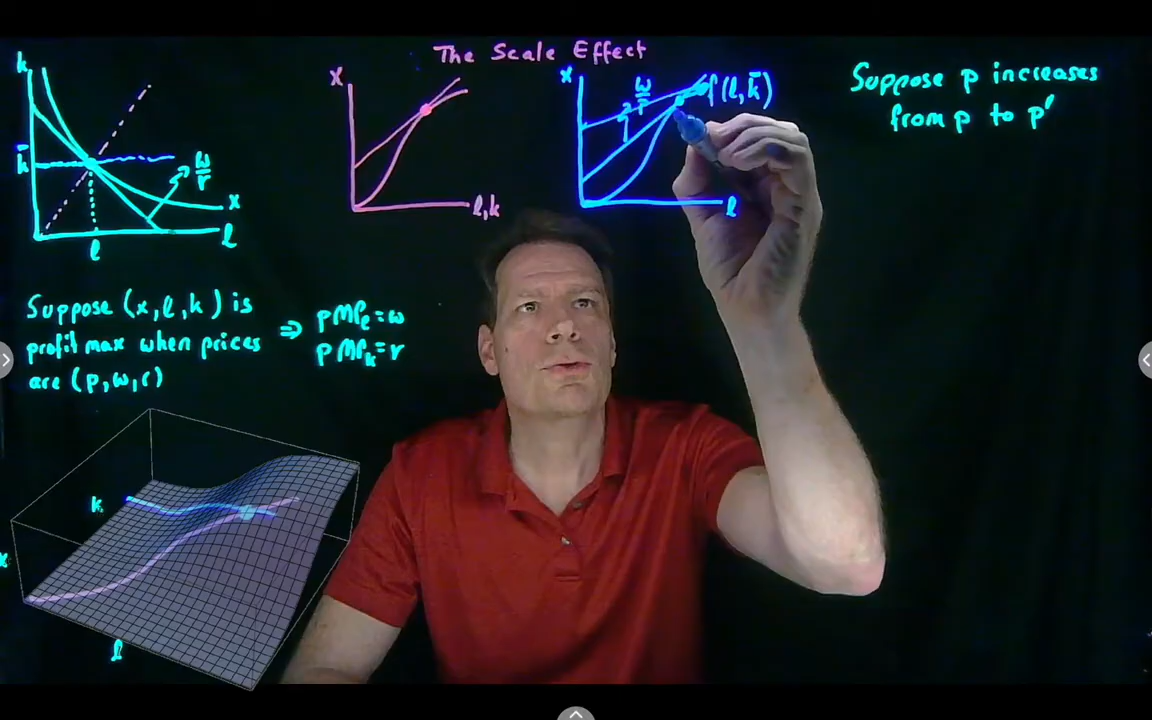 The Scale Effect
k
k̄
w/r
x
l
l
x
l,k
x
w/r
f(l,k̄)
l
Suppose p increases
from p to p'
Suppose (x,l,k) is
profit max when prices
are (p,w,r)
⇒ pMPl=w
pMPk=r
k
x
l